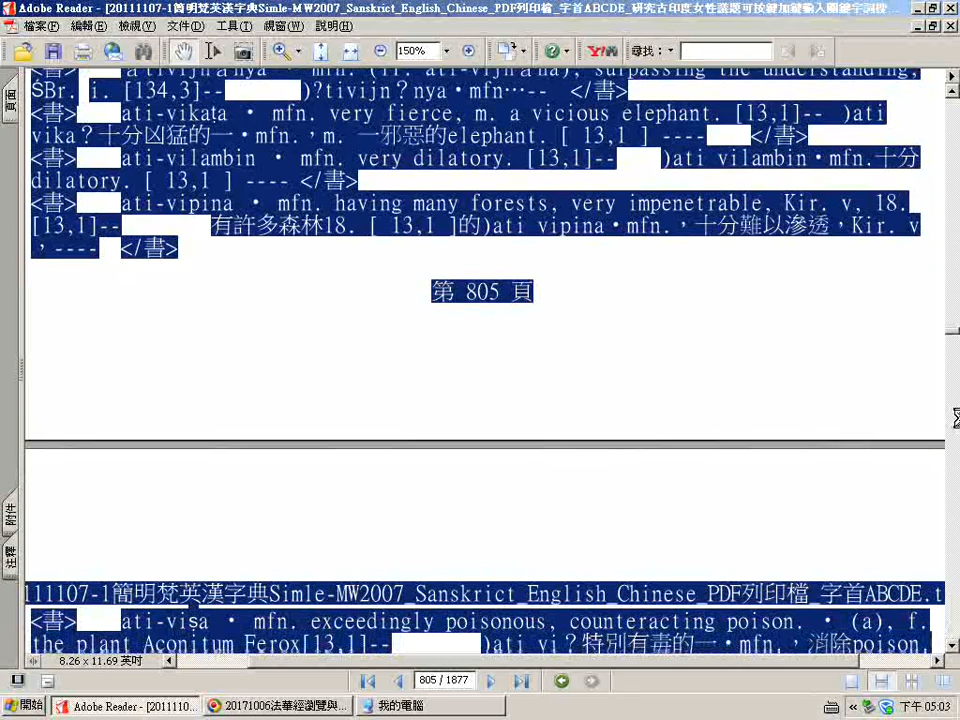 Adobe Reader - [20111107-1簡明梵英漢字典Simle-MW2007_Sanskrict_English_Chinese_PDF列印檔_字首ABCDE_研究古印度女性議題可按鍵加鍵輸入關鍵字詞搜
檔案(F) 編輯(E) 檢視(V) 文件(D) 工具(T) 視窗(W) 說明(H)
150% Y! 尋找：
頁面
ativijñānya • mfn. (fr. ati-vijñāna), surpassing the understanding,
ŚBr. i. [134,3]-- )?tivijn？nya•mfn…-- </書>
<書> ati-vikaṭa • mfn. very fierce, m. a vicious elephant. [13,1]-- )ati
vika？十分凶猛的一•mfn.，m. 一邪惡的elephant. [ 13,1 ] ---- </書>
<書> ati-vilambin • mfn. very dilatory. [13,1]-- )ati vilambin•mfn.十分
dilatory. [ 13,1 ] ---- </書>
<書> ati-vipina • mfn. having many forests, very impenetrable, Kir. v, 18.
[13,1]-- 有許多森林18. [ 13,1 ]的)ati vipina•mfn.，十分難以滲透，Kir. v
，---- </書>
第 805 頁
附件
注釋
111107-1簡明梵英漢字典Simle-MW2007_Sanskrict_English_Chinese_PDF列印檔_字首ABCDE.t
<書> ati-viṣa • mfn. exceedingly poisonous, counteracting poison. • (a), f.
the plant Aconitum Ferox[13,1]-- )ati vi？特別有毒的一•mfn.，消除poison,
8.26 x 11.69 英吋
805 / 1877
開始 Adobe Reader - [2011110... 20171006法華經瀏覽與... 我的電腦 下午 05:03